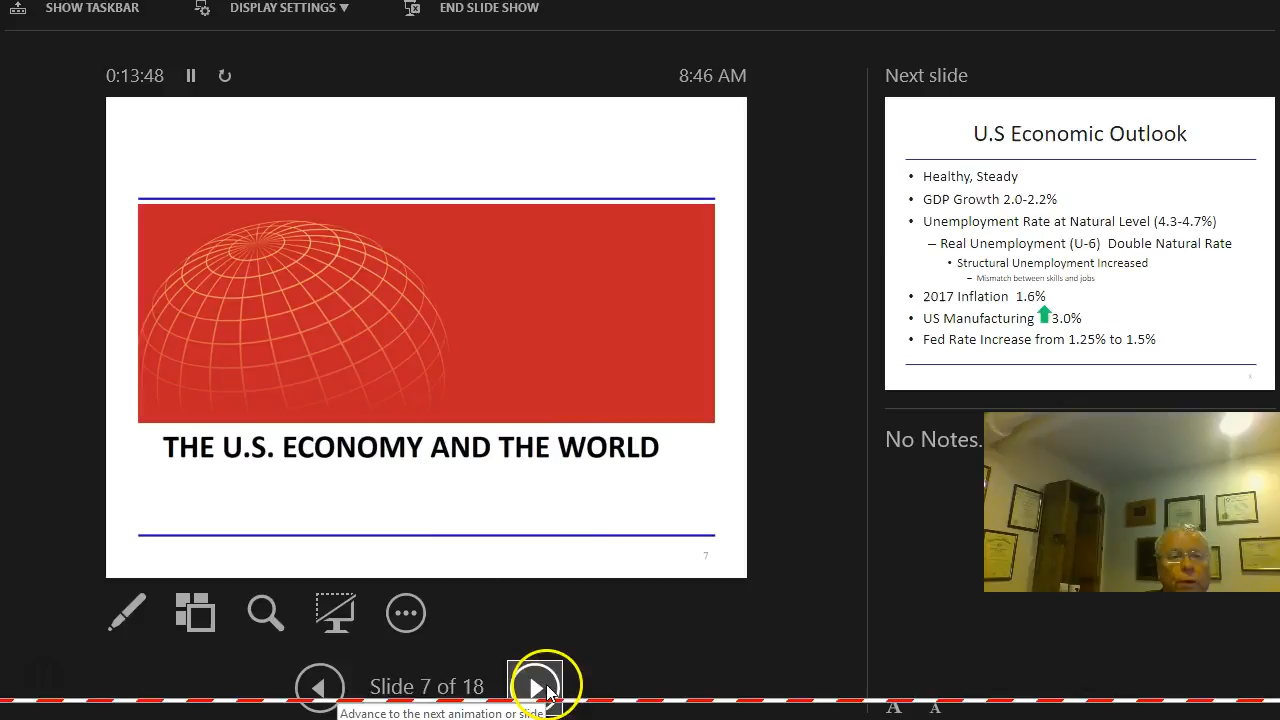 SHOW TASKBAR
DISPLAY SETTINGS ▼
END SLIDE SHOW
0:13:48
8:46 AM
THE U.S. ECONOMY AND THE WORLD
7
Next slide
U.S Economic Outlook
• Healthy, Steady
• GDP Growth 2.0-2.2%
• Unemployment Rate at Natural Level (4.3-4.7%)
– Real Unemployment (U-6) Double Natural Rate
• Structural Unemployment Increased
– Mismatch between skills and jobs
• 2017 Inflation 1.6%
• US Manufacturing 3.0%
• Fed Rate Increase from 1.25% to 1.5%
No Notes.
Slide 7 of 18
Advance to the next animation or slide
A A